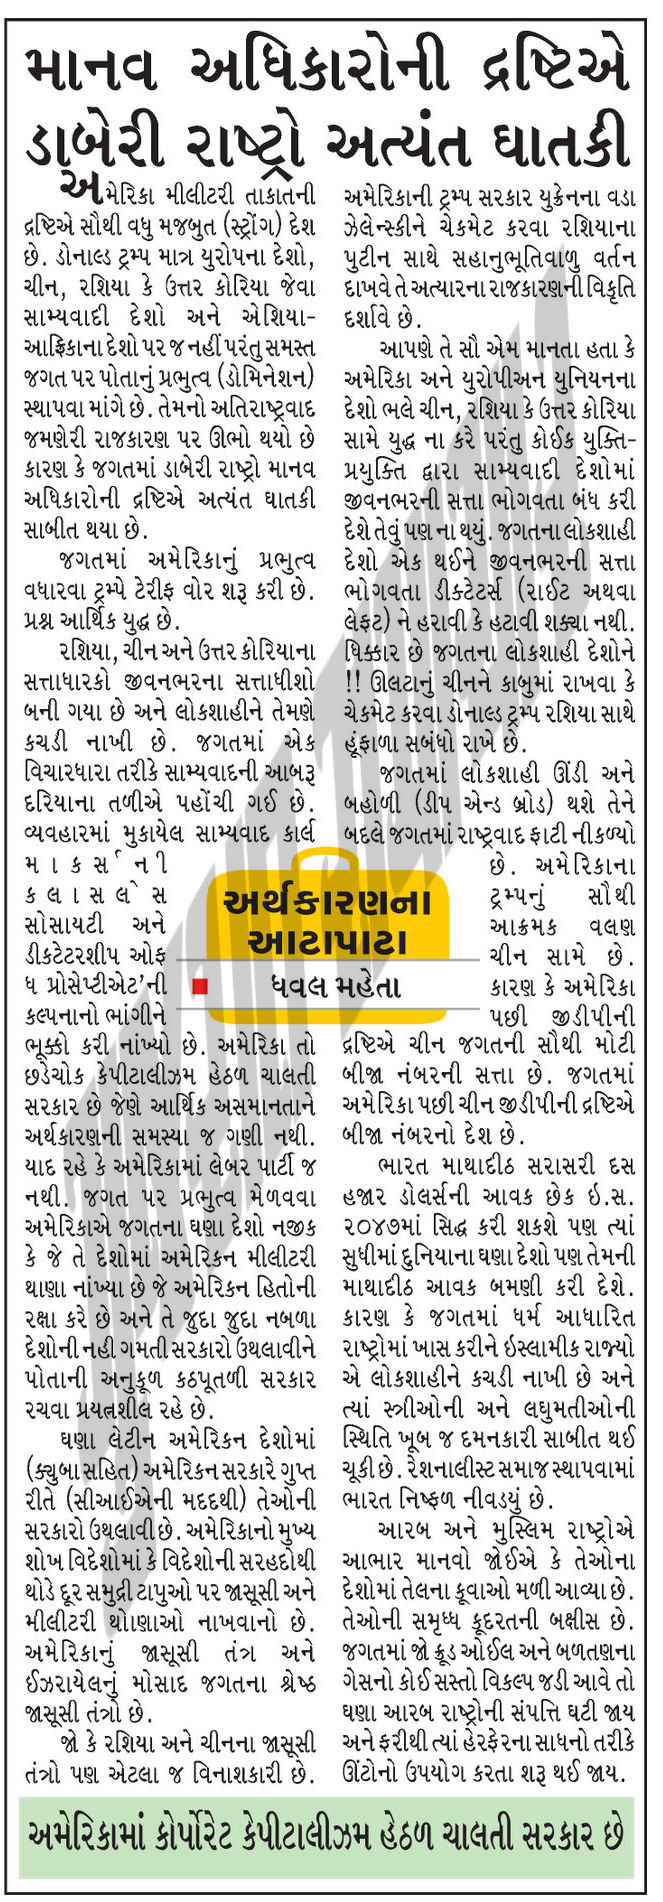 માનવ અધિકારોની દ્રષ્ટિએ
ડાબેરી રાષ્ટ્રો અત્યંત ઘાતકી
અમેરિકા મીલીટરી તાકાતની
દ્રષ્ટિએ સૌથી વધુ મજબુત (સ્ટ્રોંગ) દેશ
છે. ડોનાલ્ડ ટ્રમ્પ માત્ર યુરોપના દેશો,
ચીન, રશિયા કે ઉત્તર કોરિયા જેવા
સામ્યવાદી દેશો અને એશિયા-
આફ્રિકાના દેશો પર જ નહીં પરંતુ સમસ્ત
જગત પર પોતાનું પ્રભુત્વ (ડોમિનેશન)
સ્થાપવા માંગે છે. તેમનો અતિરાષ્ટ્રવાદ
જમણેરી રાજકારણ પર ઊભો થયો છે
કારણ કે જગતમાં ડાબેરી રાષ્ટ્રો માનવ
અધિકારોની દ્રષ્ટિએ અત્યંત ઘાતકી
સાબીત થયા છે.
જગતમાં અમેરિકાનું પ્રભુત્વ
વધારવા ટ્રમ્પે ટેરીફ વોર શરૂ કરી છે.
પ્રશ્ન આર્થિક યુદ્ધ છે.
રશિયા, ચીન અને ઉત્તર કોરિયાના
સત્તાધારકો જીવનભરના સત્તાધીશો
બની ગયા છે અને લોકશાહીને તેમણે
કચડી નાખી છે. જગતમાં એક
વિચારધારા તરીકે સામ્યવાદની આબરૂ
દરિયાના તળીએ પહોંચી ગઈ છે.
વ્યવહારમાં મુકાયેલ સામ્યવાદ કાર્લ
માર્કસની
કલાસલેસ
સોસાયટી અને
ડીકટેટરશીપ ઓફ
ધ પ્રોસેપ્ટીએટ'ની
કલ્પનાનો ભાંગીને
ભૂક્કો કરી નાંખ્યો છે. અમેરિકા તો
છડેચોક કેપીટાલીઝમ હેઠળ ચાલતી
સરકાર છે જેણે આર્થિક અસમાનતાને
અર્થકારણની સમસ્યા જ ગણી નથી.
યાદ રહે કે અમેરિકામાં લેબર પાર્ટી જ
નથી. જગત પર પ્રભુત્વ મેળવવા
અમેરિકાએ જગતના ઘણા દેશો નજીક
કે જે તે દેશોમાં અમેરિકન મીલીટરી
થાણા નાંખ્યા છે જે અમેરિકન હિતોની
રક્ષા કરે છે અને તે જુદા જુદા નબળા
દેશોની નહી ગમતી સરકારો ઉથલાવીને
પોતાની અનુકૂળ કઠપૂતળી સરકાર
રચવા પ્રયત્નશીલ રહે છે.
ઘણા લેટીન અમેરિકન દેશોમાં
(ક્યુબા સહિત) અમેરિકન સરકારે ગુપ્ત
રીતે (સીઆઈએની મદદથી) તેઓની
સરકારો ઉથલાવી છે. અમેરિકાનો મુખ્ય
શોખ વિદેશોમાં કે વિદેશોની સરહદોથી
થોડે દૂર સમુદ્રી ટાપુઓ પર જાસૂસી અને
મીલીટરી થાણાઓ નાખવાનો છે.
અમેરિકાનું જાસૂસી તંત્ર અને
ઈઝરાયેલનું મોસાદ જગતના શ્રેષ્ઠ
જાસૂસી તંત્રો છે.
જો કે રશિયા અને ચીનના જાસૂસી
તંત્રો પણ એટલા જ વિનાશકારી છે.
અમેરિકાની ટ્રમ્પ સરકાર યુક્રેનના વડા
ઝેલેન્સ્કીને ચેકમેટ કરવા રશિયાના
પુટીન સાથે સહાનુભૂતિવાળુ વર્તન
દાખવે તે અત્યારના રાજકારણની વિકૃતિ
દર્શાવે છે.
આપણે તે સૌ એમ માનતા હતા કે
અમેરિકા અને યુરોપીઅન યુનિયનના
દેશો ભલે ચીન, રશિયા કે ઉત્તર કોરિયા
સામે યુદ્ધ ના કરે પરંતુ કોઈક યુક્તિ-
પ્રયુક્તિ દ્વારા સામ્યવાદી દેશોમાં
જીવનભરની સત્તા ભોગવતા બંધ કરી
દેશે તેવું પણ ના થયું. જગતના લોકશાહી
દેશો એક થઈને જીવનભરની સત્તા
ભોગવતા ડીક્ટેટર્સ (રાઈટ અથવા
લેફટ) ને હરાવી કે હટાવી શક્યા નથી.
ધિક્કાર છે જગતના લોકશાહી દેશોને
!! ઊલટાનું ચીનને કાબુમાં રાખવા કે
ચેકમેટ કરવા ડોનાલ્ડ ટ્રમ્પ રશિયા સાથે
હૂંફાળા સબંધો રાખે છે.
જગતમાં લોકશાહી ઊંડી અને
બહોળી (ડીપ એન્ડ બ્રોડ) થશે તેને
બદલે જગતમાં રાષ્ટ્રવાદ ફાટી નીકળ્યો
છે. અમેરિકાના
ટ્રમ્પનું સૌથી
આક્રમક વલણ
ચીન સામે છે.
કારણ કે અમેરિકા
પછી જીડીપીની
દ્રષ્ટિએ ચીન જગતની સૌથી મોટી
બીજા નંબરની સત્તા છે. જગતમાં
અમેરિકા પછી ચીન જીડીપીની દ્રષ્ટિએ
બીજા નંબરનો દેશ છે.
ભારત માથાદીઠ સરાસરી દસ
હજાર ડોલર્સની આવક છેક ઇ.સ.
૨૦૪૭માં સિદ્ધ કરી શકશે પણ ત્યાં
સુધીમાં દુનિયાના ઘણા દેશો પણ તેમની
માથાદીઠ આવક બમણી કરી દેશે.
કારણ કે જગતમાં ધર્મ આધારિત
રાષ્ટ્રોમાં ખાસ કરીને ઇસ્લામીક રાજ્યો
એ લોકશાહીને કચડી નાખી છે અને
ત્યાં સ્ત્રીઓની અને લઘુમતીઓની
સ્થિતિ ખૂબ જ દમનકારી સાબીત થઈ
ચૂકી છે. રેશનાલીસ્ટ સમાજ સ્થાપવામાં
ભારત નિષ્ફળ નીવડયું છે.
આરબ અને મુસ્લિમ રાષ્ટ્રોએ
આભાર માનવો જોઈએ કે તેઓના
દેશોમાં તેલના કૂવાઓ મળી આવ્યા છે.
તેઓની સમૃધ્ધ કૂદરતની બક્ષીસ છે.
જગતમાં જો ક્રૂડ ઓઈલ અને બળતણના
ગેસનો કોઈ સસ્તો વિકલ્પ જડી આવે તો
ઘણા આરબ રાષ્ટ્રોની સંપત્તિ ઘટી જાય
અને ફરીથી ત્યાં હેરફેરના સાધનો તરીકે
ઊંટોનો ઉપયોગ કરતા શરૂ થઈ જાય.
અર્થકારણના
આટાપાટા
ધવલ મહેતા
અમેરિકામાં કોર્પોરેટ કેપીટાલીઝમ હેઠળ ચાલતી સરકાર છે